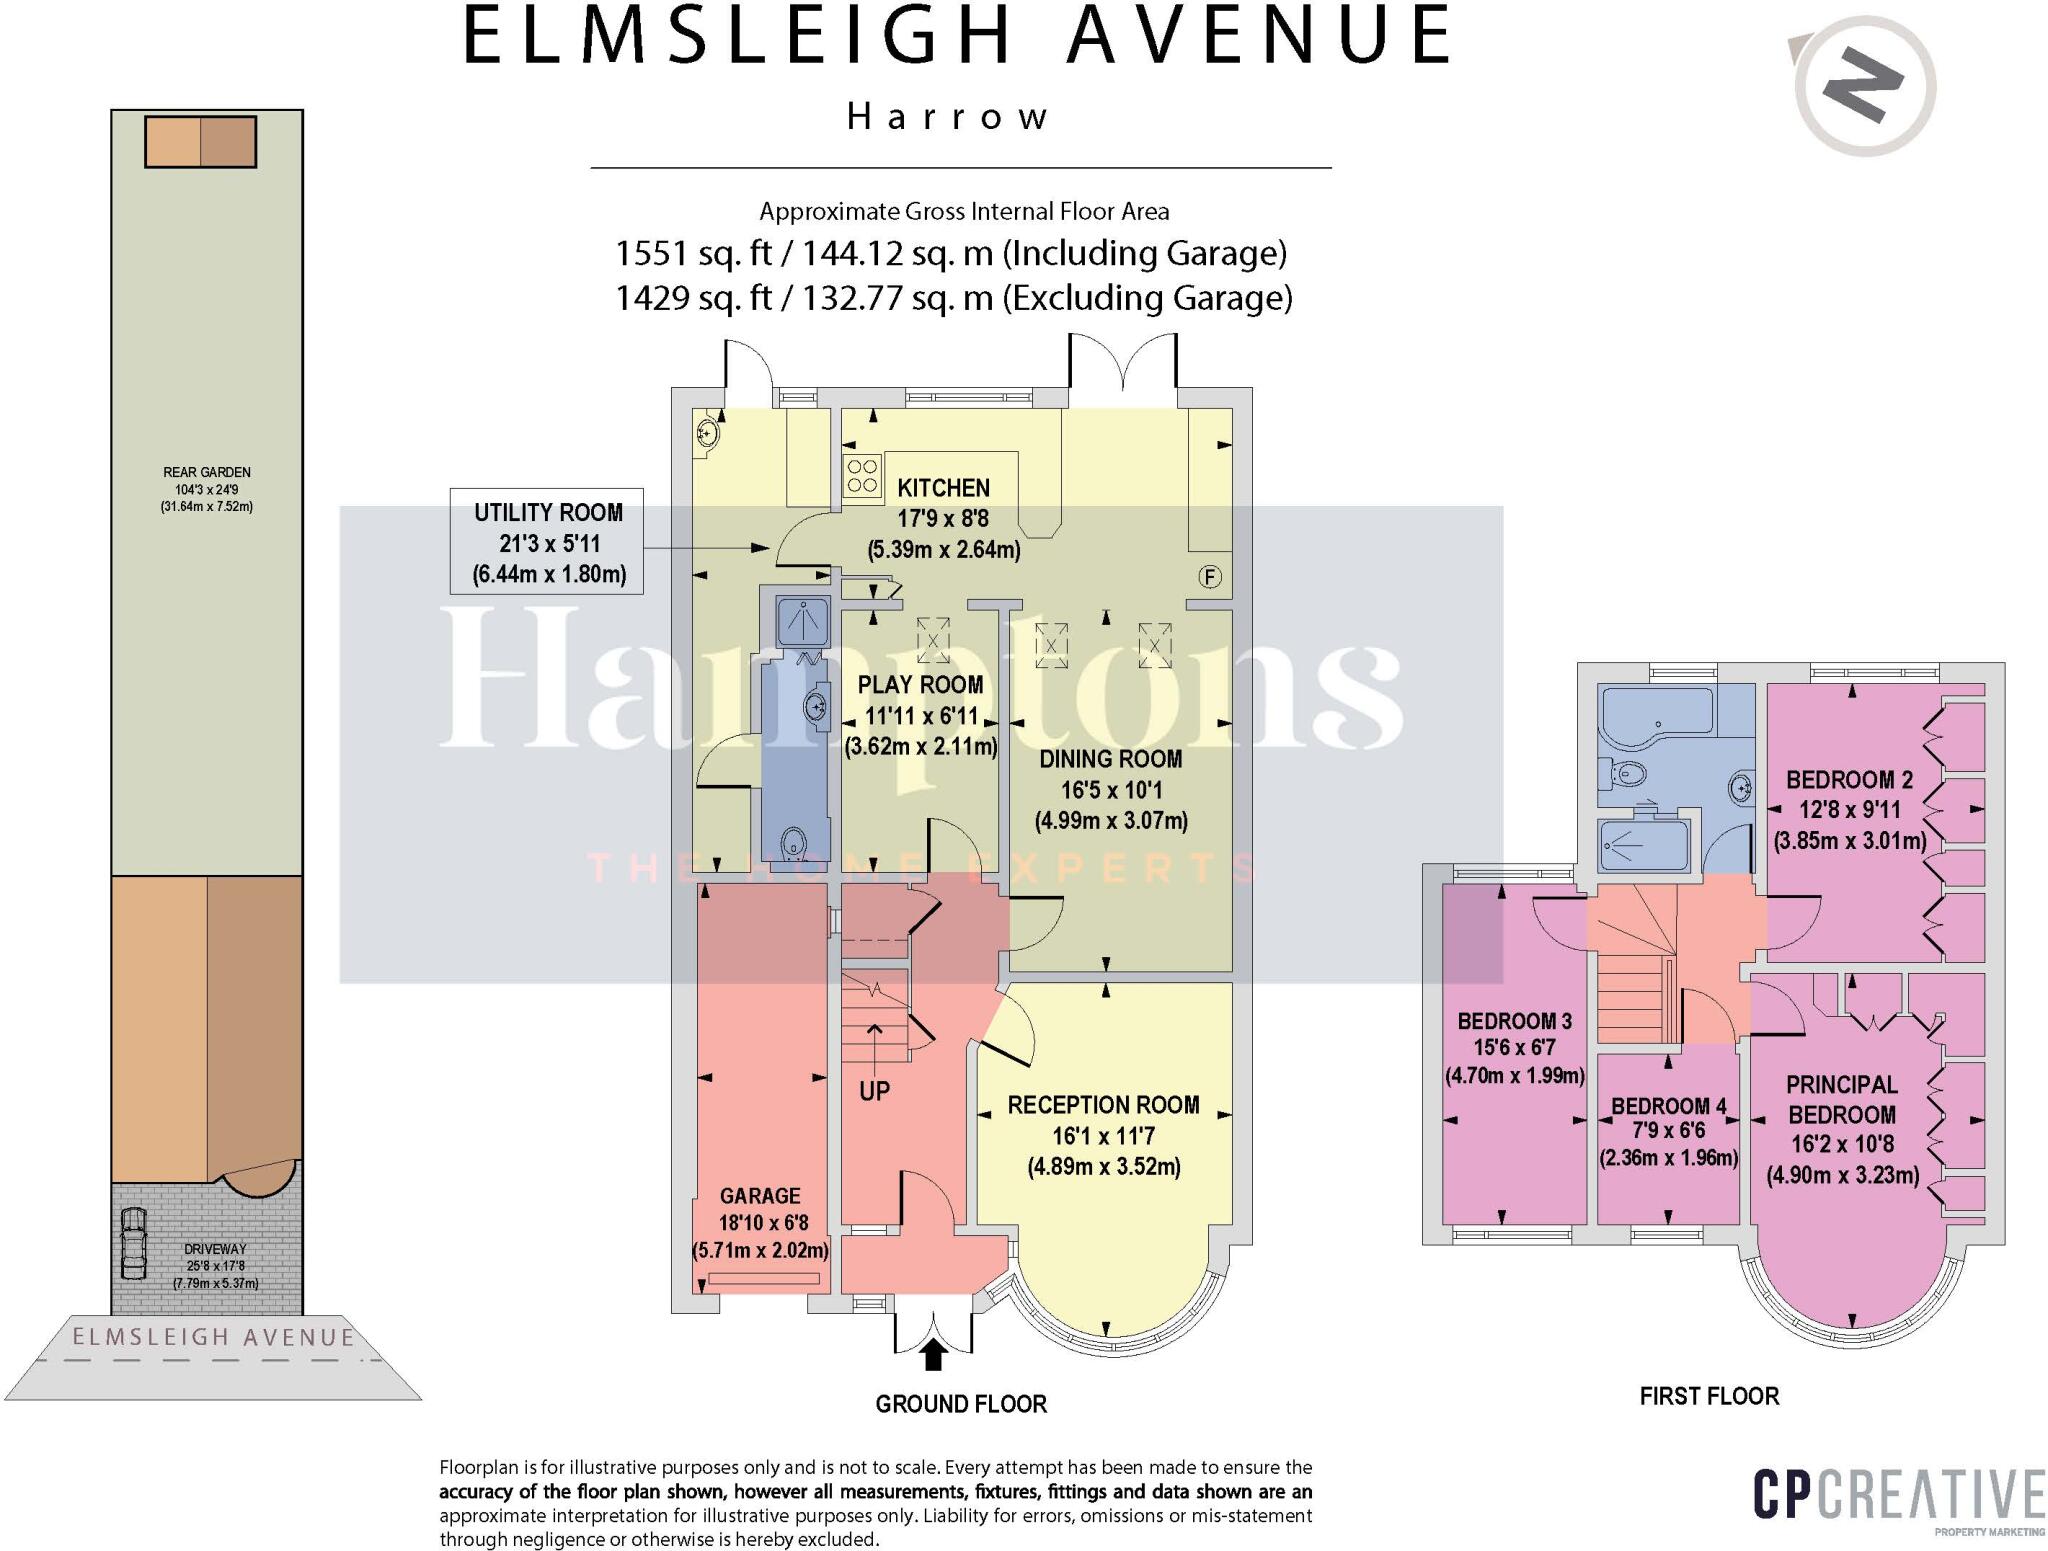 ELMSLEIGH AVENUE
Harrow
N
Approximate Gross Internal Floor Area
1551 sq. ft / 144.12 sq. m (Including Garage)
1429 sq. ft / 132.77 sq. m (Excluding Garage)
REAR GARDEN
104'3 x 24'9
(31.64m x 7.52m)
DRIVEWAY
25'8 x 17'8
(7.79m x 5.37m)
ELMSLEIGH AVENUE
UTILITY ROOM
21'3 x 5'11
(6.44m x 1.80m)
KITCHEN
17'9 x 8'8
(5.39m x 2.64m)
F
Hamptons
THE HOME EXPERTS
PLAY ROOM
11'11 x 6'11
(3.62m x 2.11m)
DINING ROOM
16'5 x 10'1
(4.99m x 3.07m)
UP
RECEPTION ROOM
16'1 x 11'7
(4.89m x 3.52m)
GARAGE
18'10 x 6'8
(5.71m x 2.02m)
GROUND FLOOR
BEDROOM 2
12'8 x 9'11
(3.85m x 3.01m)
BEDROOM 3
15'6 x 6'7
(4.70m x 1.99m)
BEDROOM 4
7'9 x 6'6
(2.36m x 1.96m)
PRINCIPAL
BEDROOM
16'2 x 10'8
(4.90m x 3.23m)
FIRST FLOOR
Floorplan is for illustrative purposes only and is not to scale. Every attempt has been made to ensure the
accuracy of the floor plan shown, however all measurements, fixtures, fittings and data shown are an
approximate interpretation for illustrative purposes only. Liability for errors, omissions or mis-statement
through negligence or otherwise is hereby excluded.
CPCREATIVE
PROPERTY MARKETING